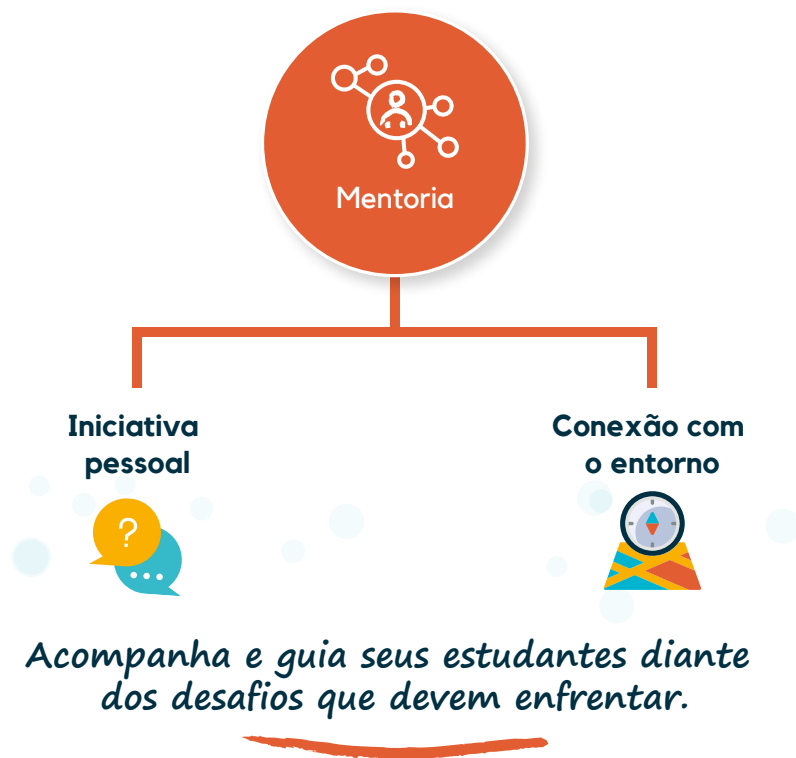 Mentoria
Iniciativa
pessoal
Conexão com
o entorno
?
Acompanha e guia seus estudantes diante
dos desafios que devem enfrentar.